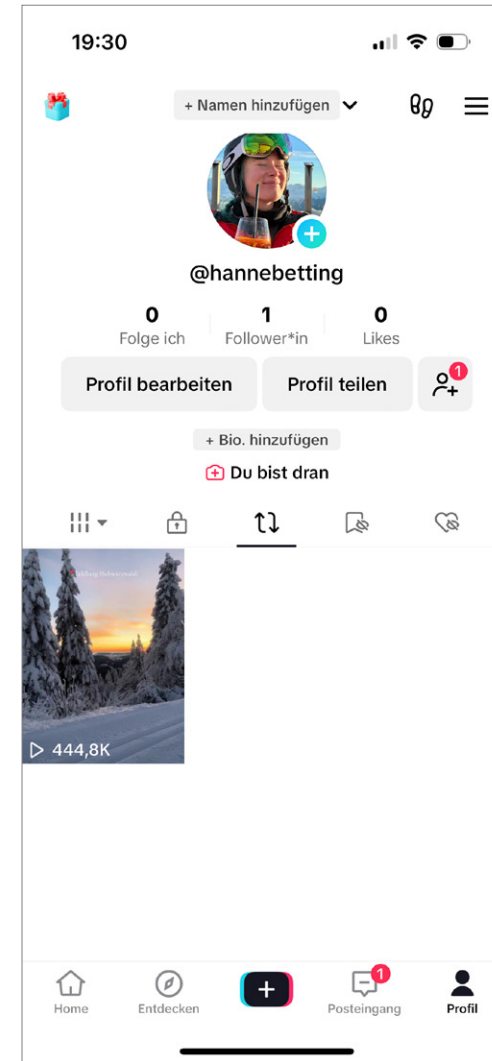 19:30
+ Namen hinzufügen
@hannebetting
0 1 0
Folge ich Follower*in Likes
Profil bearbeiten Profil teilen 1
+ Bio. hinzufügen
Du bist dran
444,8K
1
Home Entdecken Posteingang Profil